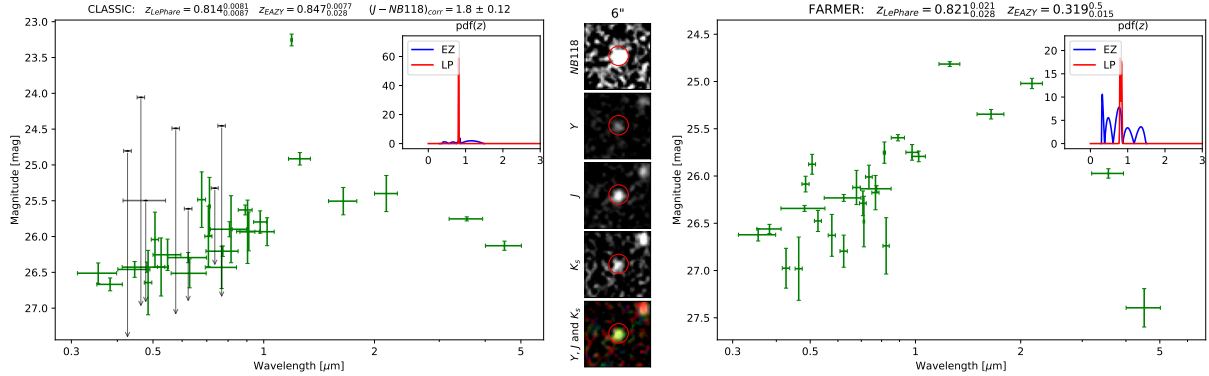 CLASSIC: z_LePhare = 0.814^0.0081_0.0087 z_EAZY = 0.847^0.0077_0.028 (J − NB118)_corr = 1.8 ± 0.12
23.0
23.5
24.0
24.5
25.0
25.5
26.0
26.5
27.0
Magnitude [mag]
0.3
0.5
1
2
5
Wavelength [μm]
pdf(z)
EZ
LP
60
40
20
0
0
1
2
3
6"
NB118
Y
J
K_s
Y, J and K_s
FARMER: z_LePhare = 0.821^0.021_0.028 z_EAZY = 0.319^0.5_0.015
24.5
25.0
25.5
26.0
26.5
27.0
27.5
Magnitude [mag]
0.3
0.5
1
2
5
Wavelength [μm]
pdf(z)
EZ
LP
20
15
10
5
0
0
1
2
3